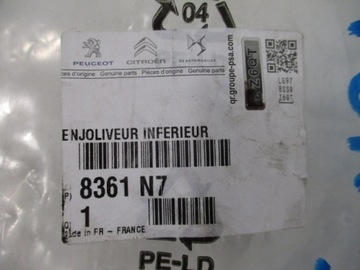 04
PEUGEOT
CITROËN
DS AUTOMOBILES
Pièces d'origine Genuine parts Pièces d'origine Genuine parts
qr.groupe-psa.com
Z6QT
ENJOLIVEUR INFERIEUR
(P) 8361 N7
1
Made in FR - FRANCE
PE-LD